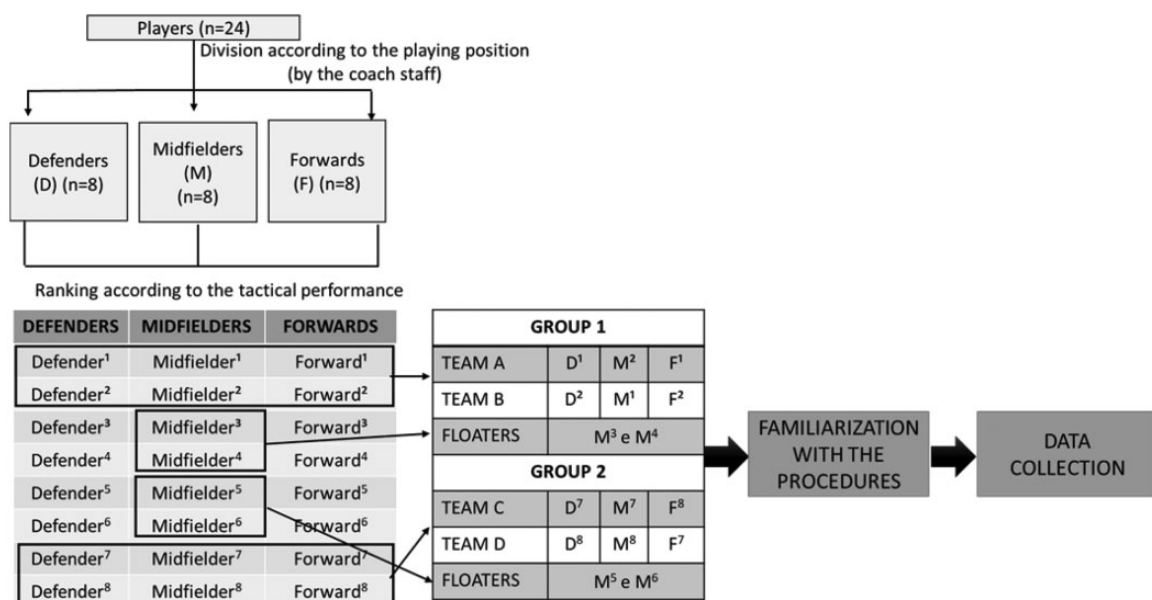 Players (n=24)
Division according to the playing position
(by the coach staff)
Defenders
(D) (n=8)
Midfielders
(M)
(n=8)
Forwards
(F) (n=8)
Ranking according to the tactical performance
DEFENDERS MIDFIELDERS FORWARDS
Defender¹ Midfielder¹ Forward¹
Defender² Midfielder² Forward²
Defender³ Midfielder³ Forward³
Defender⁴ Midfielder⁴ Forward⁴
Defender⁵ Midfielder⁵ Forward⁵
Defender⁶ Midfielder⁶ Forward⁶
Defender⁷ Midfielder⁷ Forward⁷
Defender⁸ Midfielder⁸ Forward⁸
GROUP 1
TEAM A D¹ M² F¹
TEAM B D² M¹ F²
FLOATERS M³ e M⁴
GROUP 2
TEAM C D⁷ M⁷ F⁸
TEAM D D⁸ M⁸ F⁷
FLOATERS M⁵ e M⁶
FAMILIARIZATION
WITH THE
PROCEDURES
DATA
COLLECTION